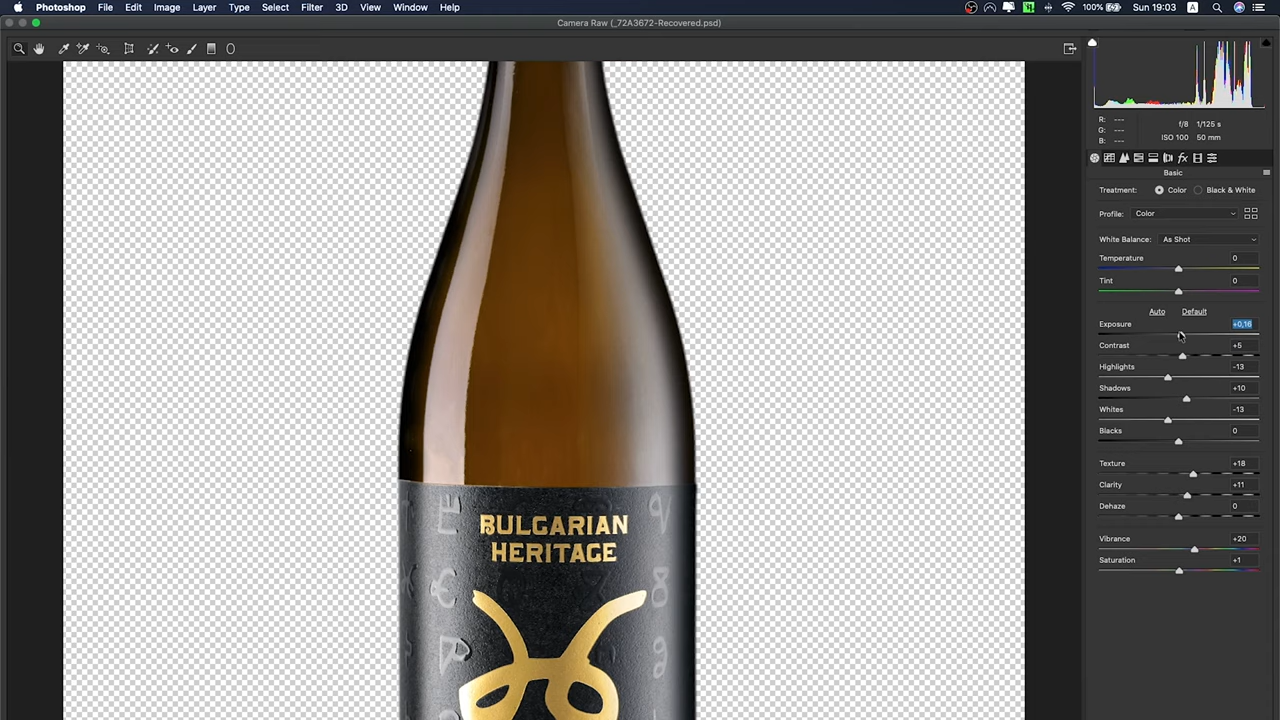 Photoshop File Edit Image Layer Type Select Filter 3D View Window Help 100% Sun 19:03 A
Camera Raw (_72A3672-Recovered.psd)
R: ---
G: ---
B: ---
f/8 1/125 s
ISO 100 50 mm
Basic
Treatment: Color Black & White
Profile: Color
White Balance: As Shot
Temperature 0
Tint 0
Auto Default
Exposure +0,16
Contrast +5
Highlights -13
Shadows +10
Whites -13
Blacks 0
Texture +18
Clarity +11
Dehaze 0
Vibrance +20
Saturation +1
BULGARIAN
HERITAGE